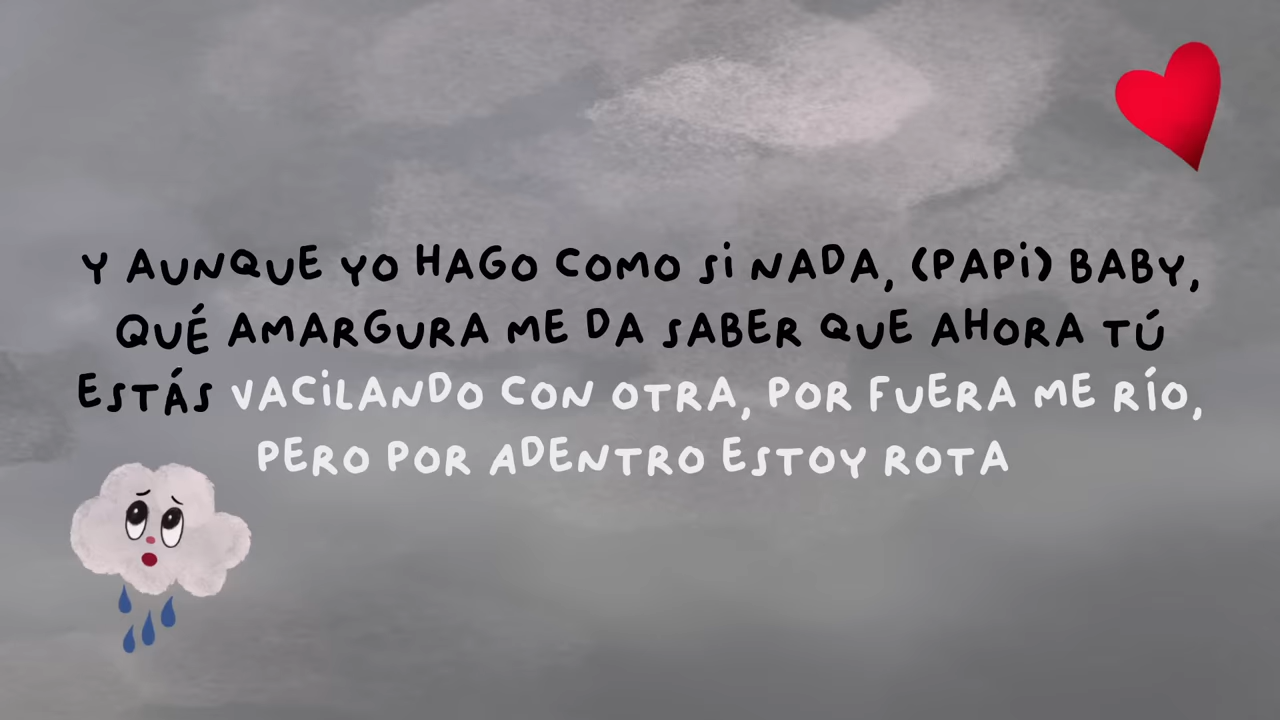 Y AUNQUE YO HAGO COMO Si NADA, (PAPi) BABY,
QUÉ AMARGURA ME DA SABER QUE AHORA TÚ
ESTÁS VACiLANDO CON OTRA, POR FUERA ME RÍO,
PERO POR ADENTRO ESTOY ROTA